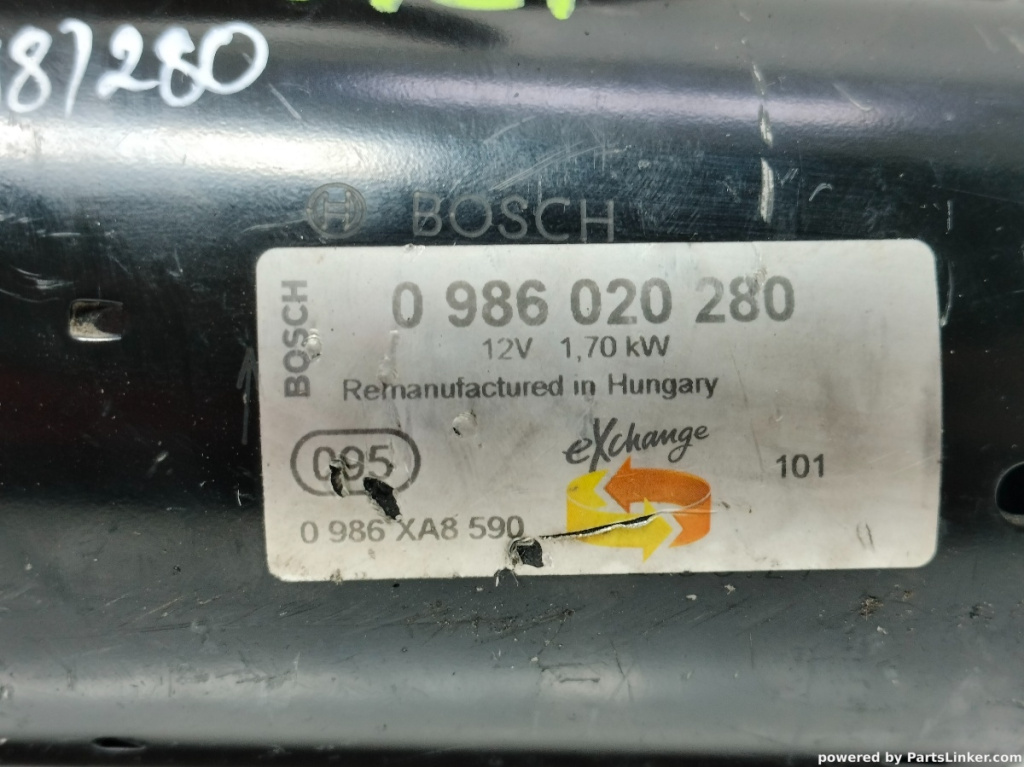 87280
BOSCH
BOSCH
0 986 020 280
12V 1,70 kW
Remanufactured in Hungary
095
eXchange
101
0 986 XA8 590
powered by PartsLinker.com